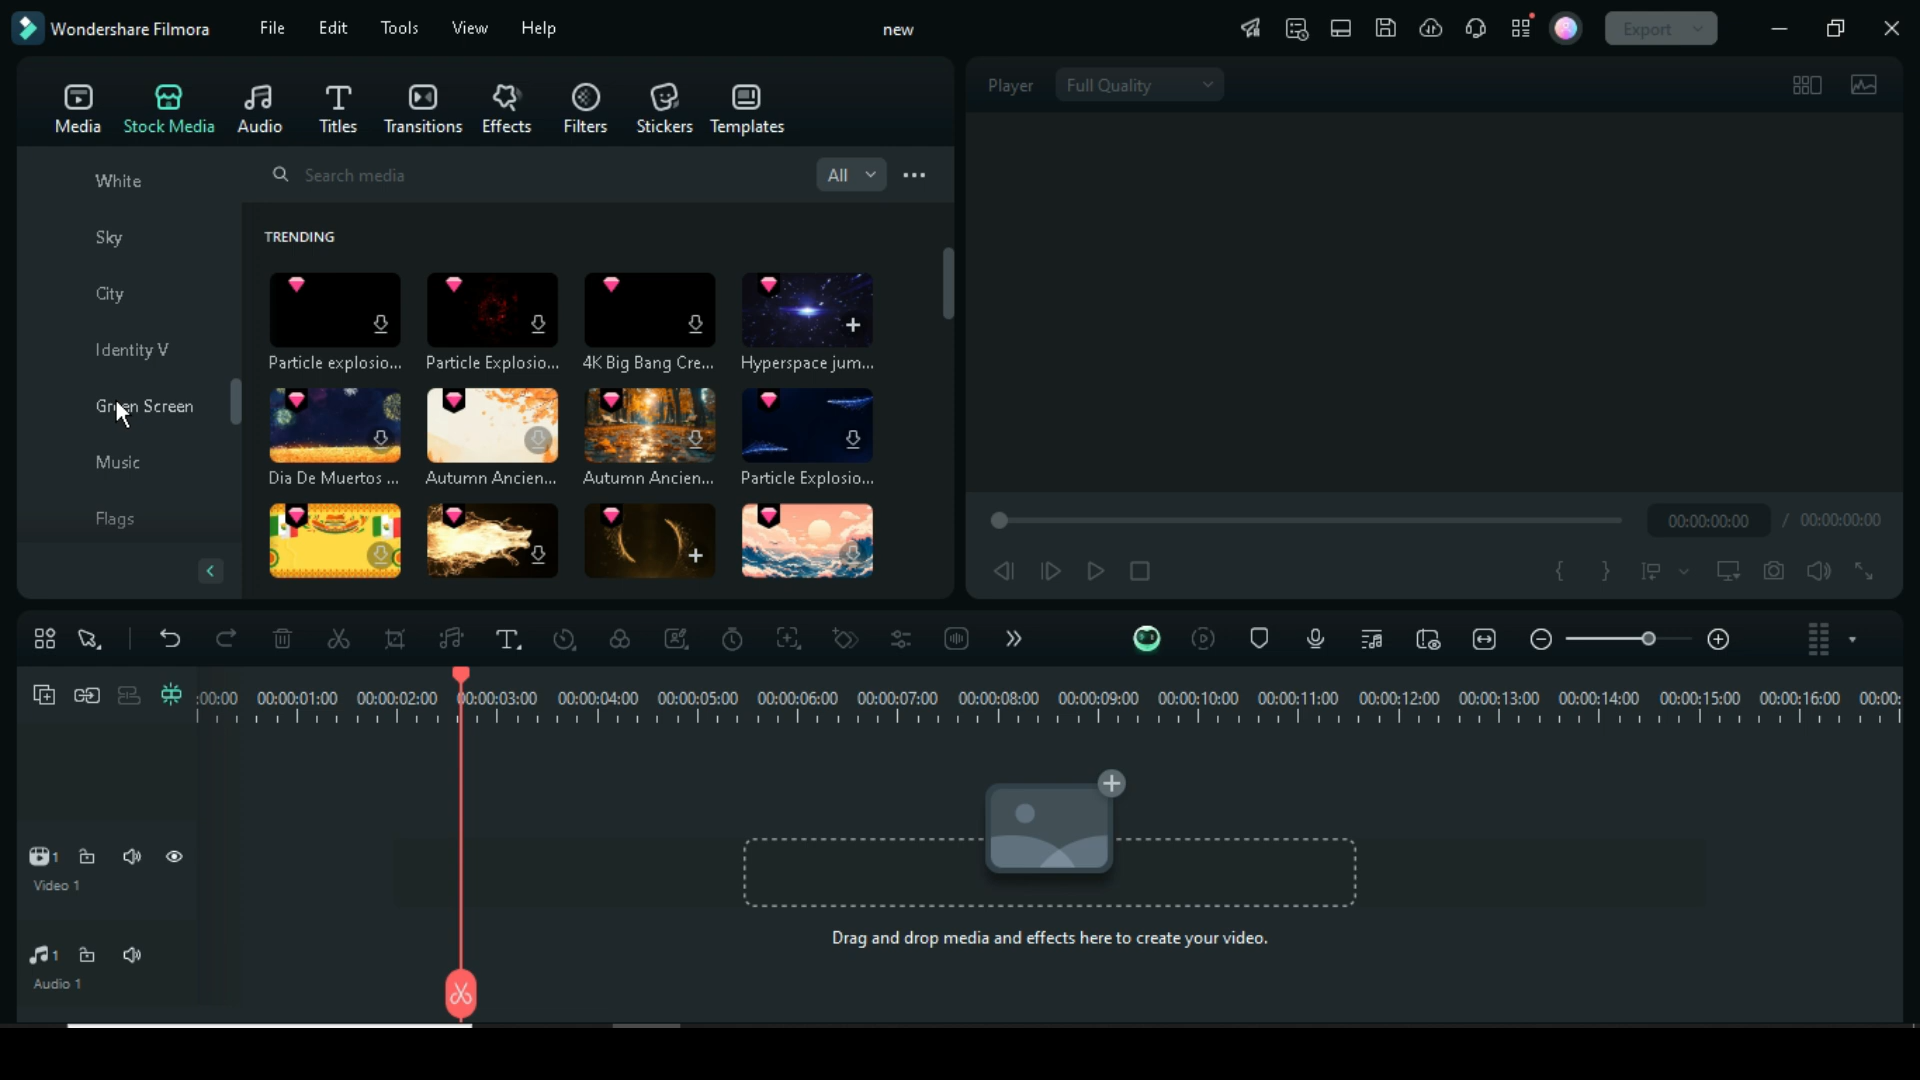 Wondershare Filmora
File
Edit
Tools
View
Help
new
Export
Media
Stock Media
Audio
Titles
Transitions
Effects
Filters
Stickers
Templates
Player
Full Quality
White
Sky
City
Identity V
Green Screen
Music
Flags
Search media
All
TRENDING
Particle explosio...
Particle Explosio...
4K Big Bang Cre...
Hyperspace jum...
Dia De Muertos ...
Autumn Ancien...
Autumn Ancien...
Particle Explosio...
00:00:00:00
/ 00:00:00:00
:00:00
00:00:01:00
00:00:02:00
00:00:03:00
00:00:04:00
00:00:05:00
00:00:06:00
00:00:07:00
00:00:08:00
00:00:09:00
00:00:10:00
00:00:11:00
00:00:12:00
00:00:13:00
00:00:14:00
00:00:15:00
00:00:16:00
00:00:
1
Video 1
Drag and drop media and effects here to create your video.
1
Audio 1